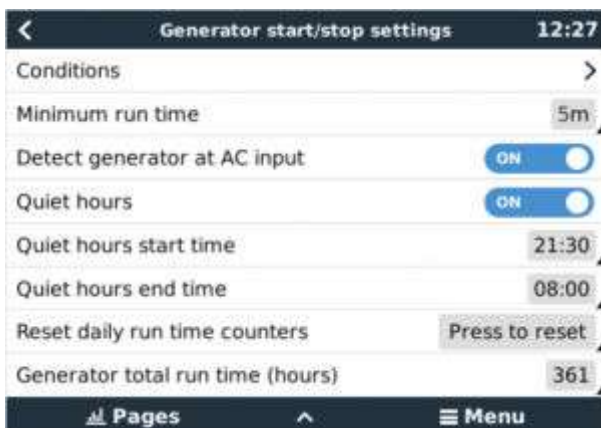 Generator start/stop settings 12:27
Conditions
Minimum run time 5m
Detect generator at AC input ON
Quiet hours ON
Quiet hours start time 21:30
Quiet hours end time 08:00
Reset daily run time counters Press to reset
Generator total run time (hours) 361
Pages Menu